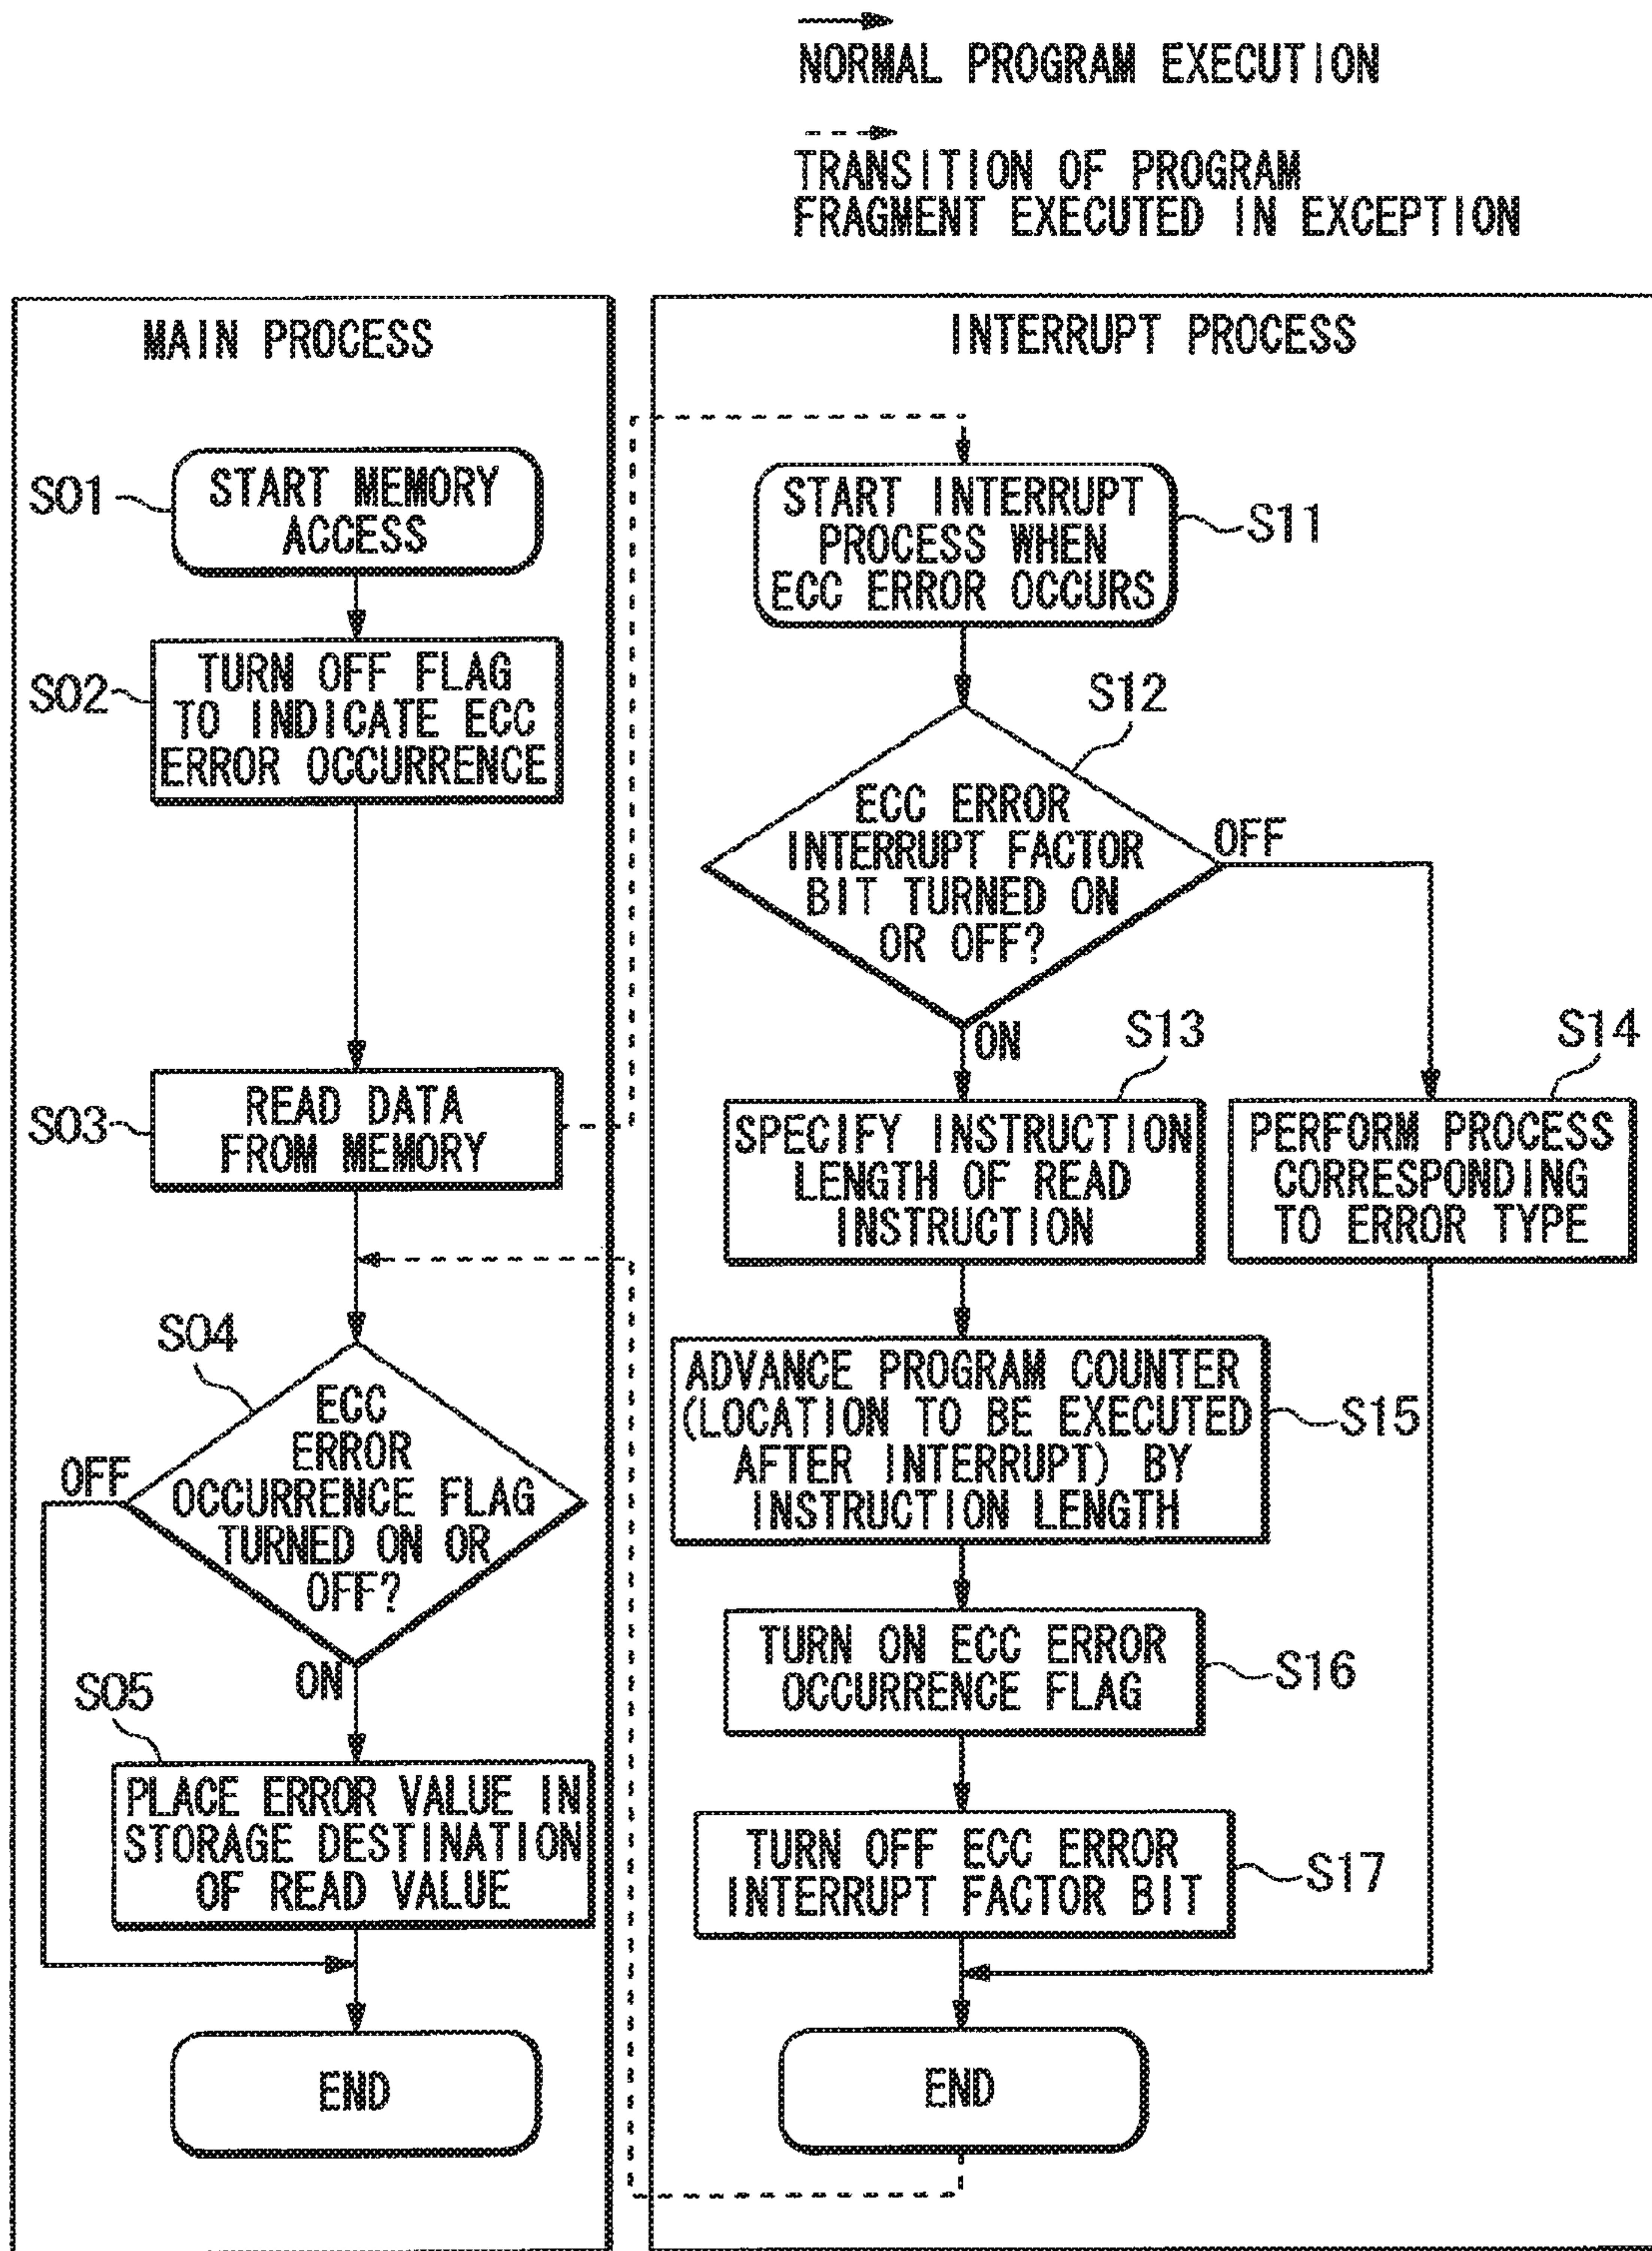 NORMAL PROGRAM EXECUTION
TRANSITION OF PROGRAM
FRAGMENT EXECUTED IN EXCEPTION
MAIN PROCESS
S01
START MEMORY
ACCESS
S02
TURN OFF FLAG
TO INDICATE ECC
ERROR OCCURRENCE
S03
READ DATA
FROM MEMORY
S04
ECC
ERROR
OCCURRENCE FLAG
TURNED ON OR
OFF?
OFF
ON
S05
PLACE ERROR VALUE IN
STORAGE DESTINATION
OF READ VALUE
END
INTERRUPT PROCESS
START INTERRUPT
PROCESS WHEN
ECC ERROR OCCURS
S11
S12
ECC ERROR
INTERRUPT FACTOR
BIT TURNED ON
OR OFF?
OFF
ON
S13
SPECIFY INSTRUCTION
LENGTH OF READ
INSTRUCTION
S14
PERFORM PROCESS
CORRESPONDING
TO ERROR TYPE
ADVANCE PROGRAM COUNTER
(LOCATION TO BE EXECUTED
AFTER INTERRUPT) BY
INSTRUCTION LENGTH
S15
TURN ON ECC ERROR
OCCURRENCE FLAG
S16
TURN OFF ECC ERROR
INTERRUPT FACTOR BIT
S17
END